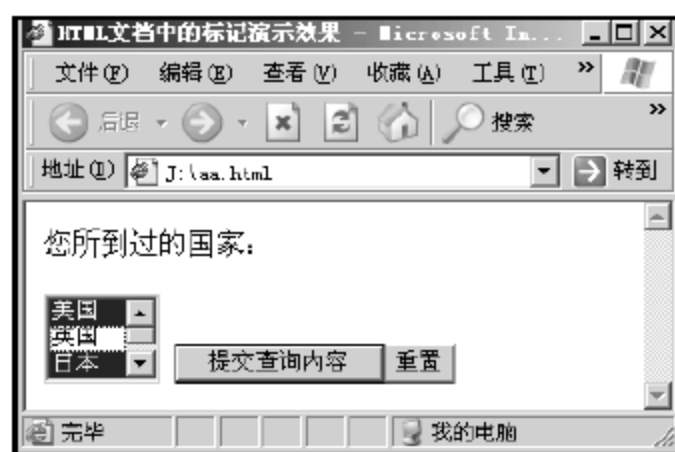 HTML文档中的标记演示效果 - Microsoft In...
文件(F) 编辑(E) 查看(V) 收藏(A) 工具(T) »
后退 搜索 »
地址(D) J:\aa.html 转到
您所到过的国家：
美国
英国
日本
提交查询内容 重置
完毕 我的电脑